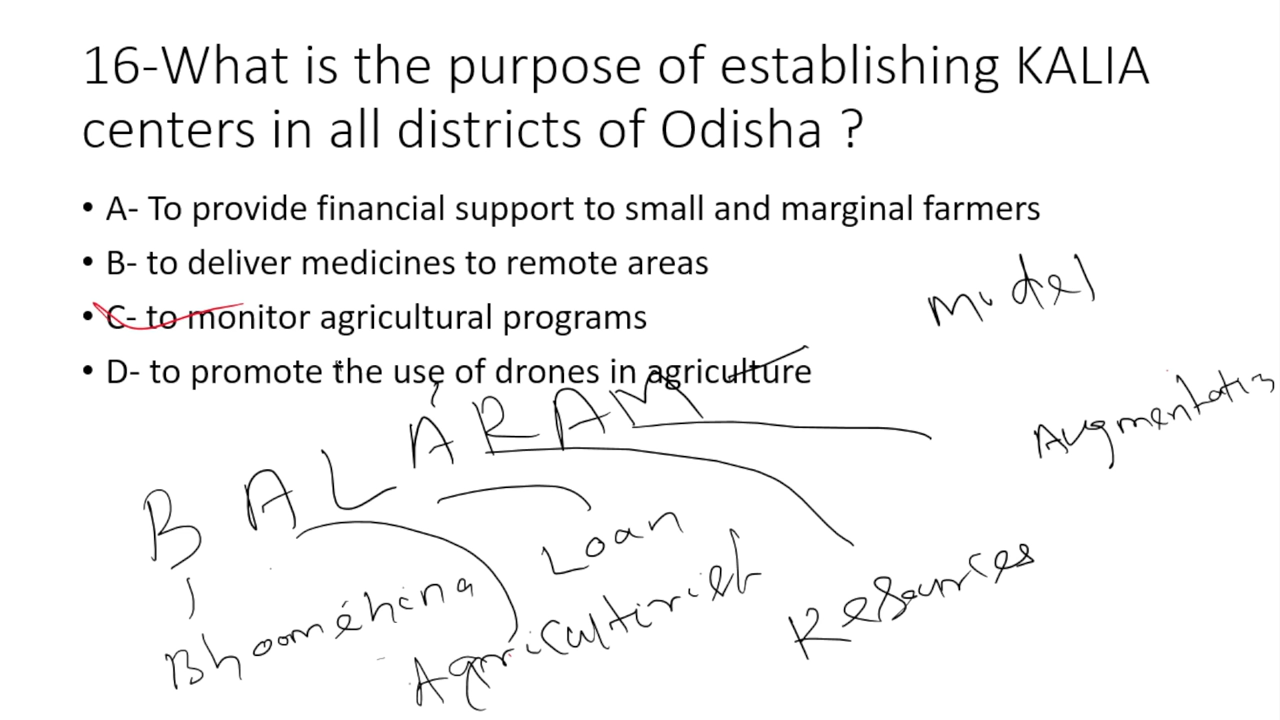 16-What is the purpose of establishing KALIA
centers in all districts of Odisha ?
• A- To provide financial support to small and marginal farmers
• B- to deliver medicines to remote areas
• C- to monitor agricultural programs
• D- to promote the use of drones in agriculture
Model
BALARAM
Augmentation
Loan
Bhoomehina
Agriculturist
Resources